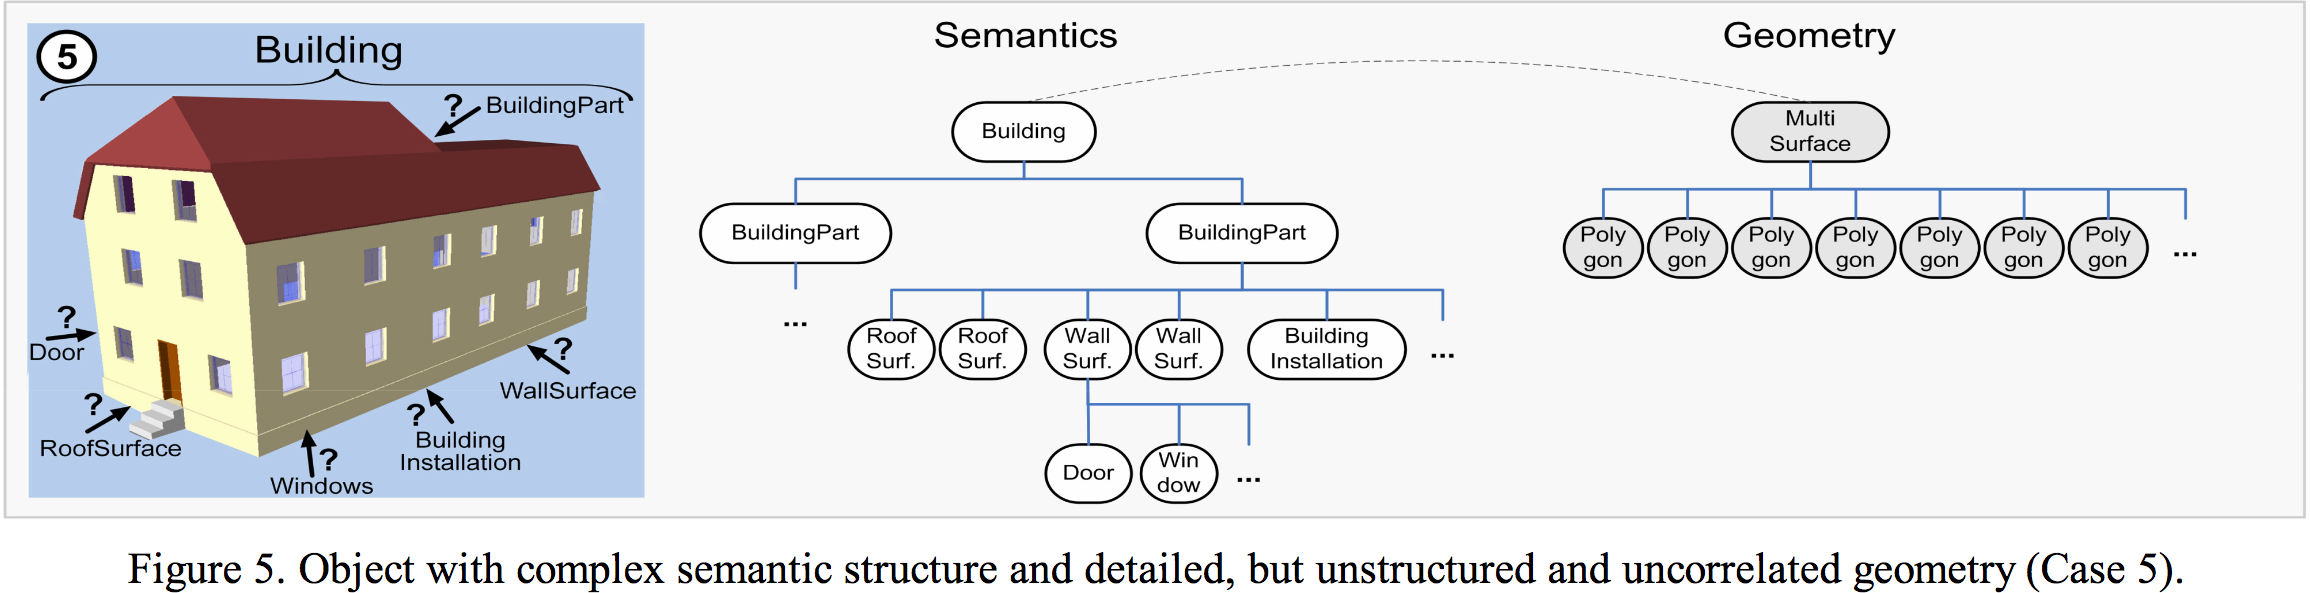 5
Building
? BuildingPart
?
Door
?
RoofSurface
?
Windows
?
Building
Installation
?
WallSurface
Semantics
Geometry
Building
BuildingPart
BuildingPart
...
Roof
Surf.
Roof
Surf.
Wall
Surf.
Wall
Surf.
Building
Installation
...
Door
Win
dow
...
Multi
Surface
Poly
gon
Poly
gon
Poly
gon
Poly
gon
Poly
gon
Poly
gon
Poly
gon
...
Figure 5. Object with complex semantic structure and detailed, but unstructured and uncorrelated geometry (Case 5).